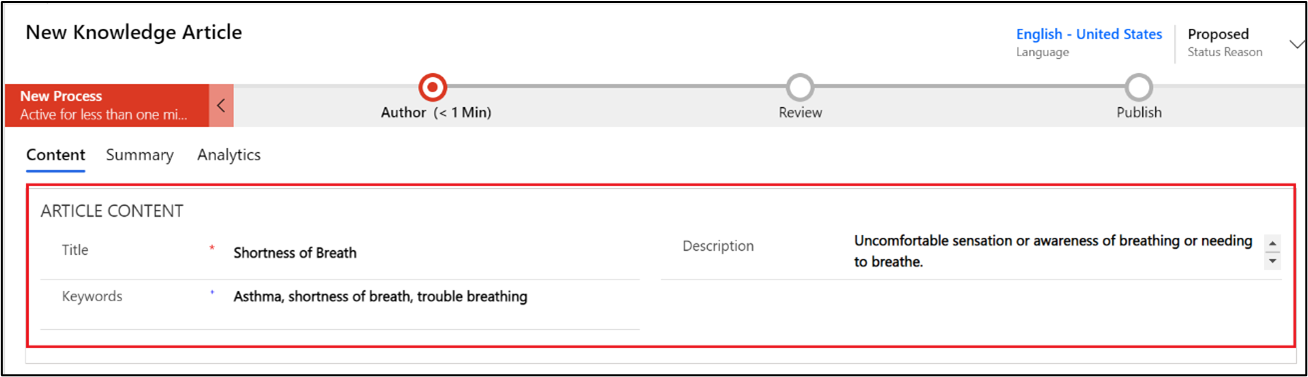 New Knowledge Article
English - United States
Language
Proposed
Status Reason
New Process
Active for less than one mi...
Author (< 1 Min)
Review
Publish
Content Summary Analytics
ARTICLE CONTENT
Title * Shortness of Breath
Keywords + Asthma, shortness of breath, trouble breathing
Description
Uncomfortable sensation or awareness of breathing or needing
to breathe.